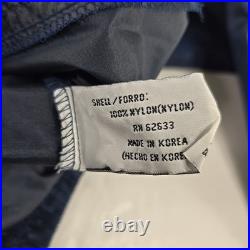 SHELL/FORRO:
100% NYLON(NYLON)
RN 62633
MADE IN KOREA
(HECHO EN KOREA